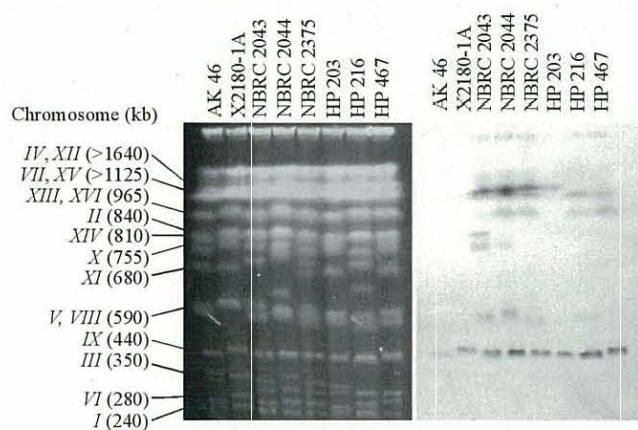 AK 46
X2180-1A
NBRC 2043
NBRC 2044
NBRC 2375
HP 203
HP 216
HP 467
AK 46
X2180-1A
NBRC 2043
NBRC 2044
NBRC 2375
HP 203
HP 216
HP 467
Chromosome (kb)
IV, XII (>1640)
VII, XV (>1125)
XIII, XVI (965)
II (840)
XIV (810)
X (755)
XI (680)
V, VIII (590)
IX (440)
III (350)
VI (280)
I (240)